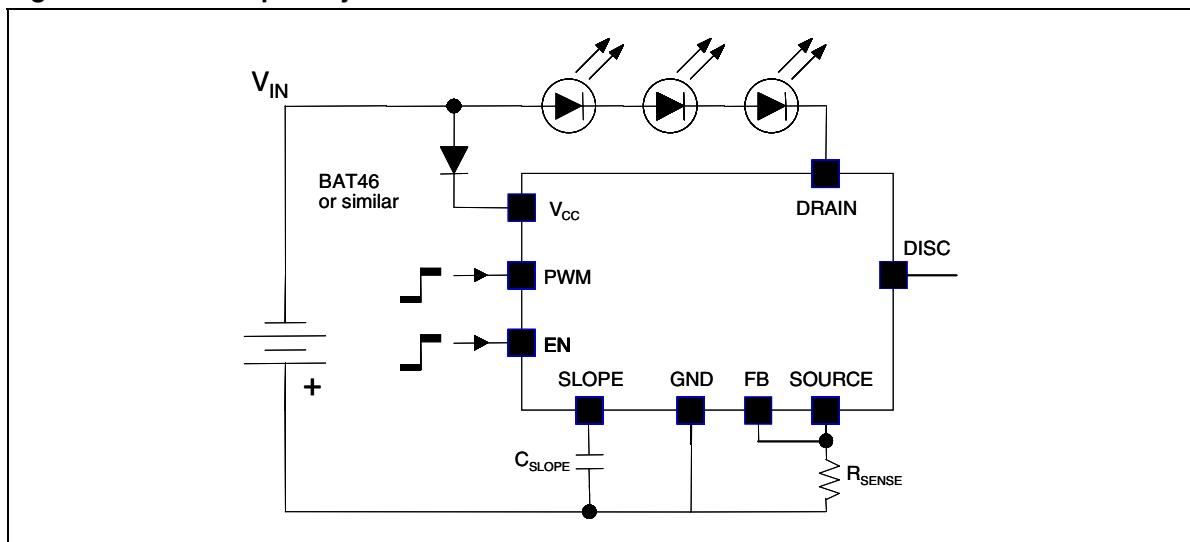 V_IN
BAT46
or similar
V_CC
DRAIN
DISC
PWM
EN
SLOPE
GND
FB
SOURCE
+
C_SLOPE
R_SENSE